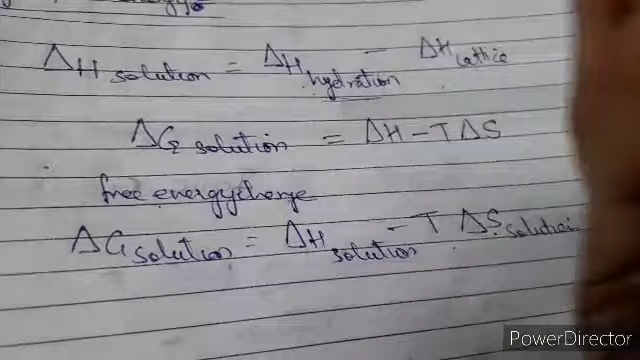 ΔH solution = ΔH hydration - ΔH lattice
ΔG solution = ΔH - TΔS
free energy change
ΔG solution = ΔH solution - T ΔS solution
PowerDirector